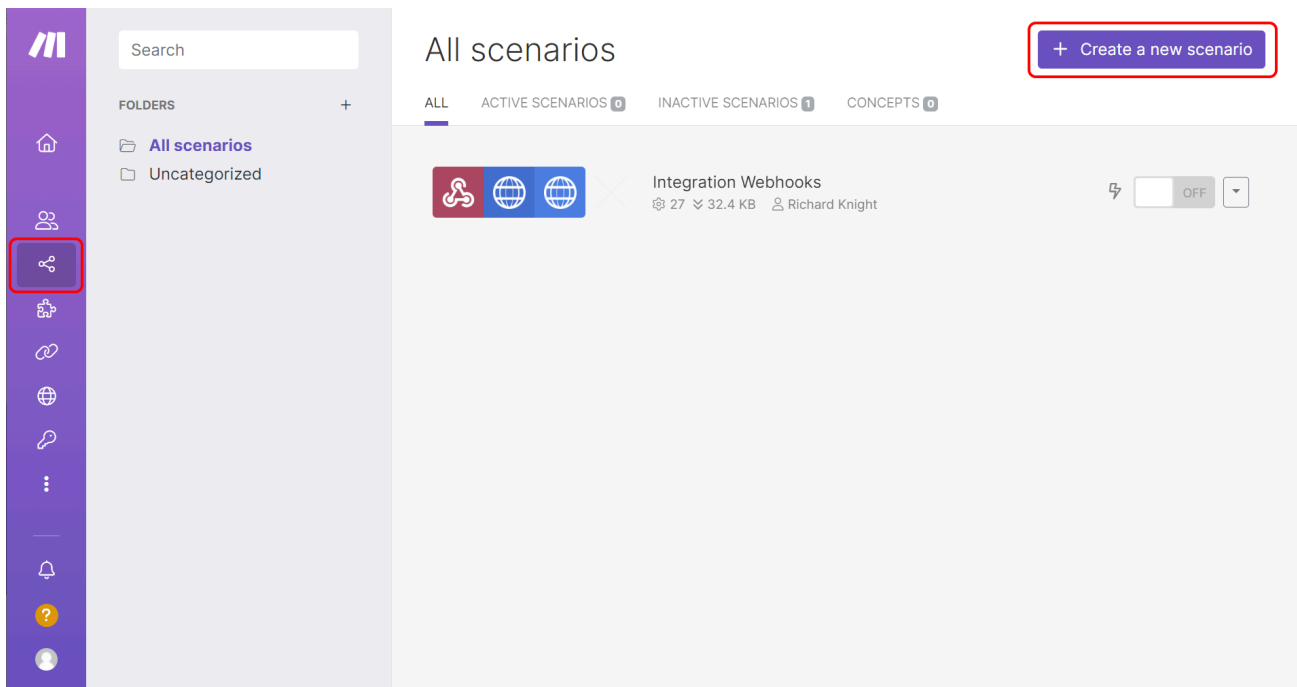 Search
FOLDERS +
All scenarios
Uncategorized
All scenarios
+ Create a new scenario
ALL ACTIVE SCENARIOS 0 INACTIVE SCENARIOS 1 CONCEPTS 0
Integration Webhooks
27 32.4 KB Richard Knight
OFF
?